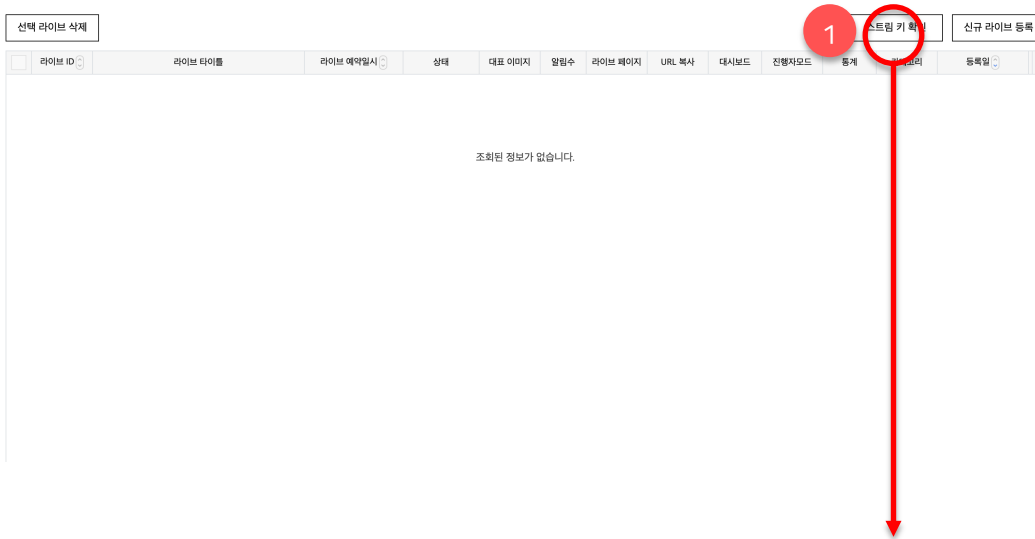 선택 라이브 삭제
1
스트림 키 확인
신규 라이브 등록
라이브 ID 라이브 타이틀 라이브 예약일시 상태 대표 이미지 알림수 라이브 페이지 URL 복사 대시보드 진행자모드 통계 카테고리 등록일
조회된 정보가 없습니다.